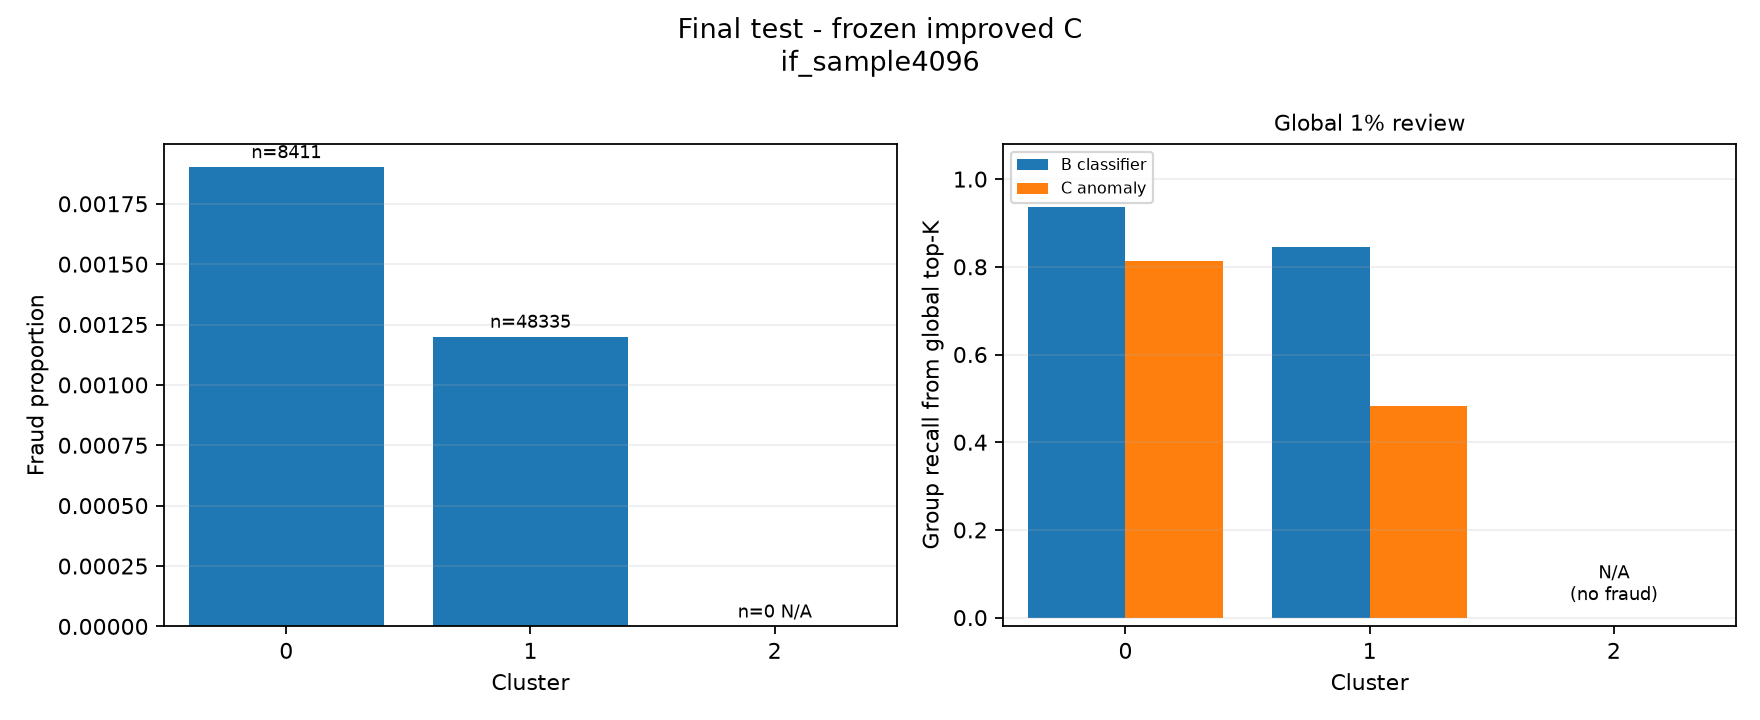 Final test - frozen improved C
if_sample4096
Fraud proportion
0.00175
0.00150
0.00125
0.00100
0.00075
0.00050
0.00025
0.00000
n=8411
n=48335
n=0 N/A
0
1
2
Cluster
Global 1% review
B classifier
C anomaly
Group recall from global top-K
1.0
0.8
0.6
0.4
0.2
0.0
N/A
(no fraud)
0
1
2
Cluster